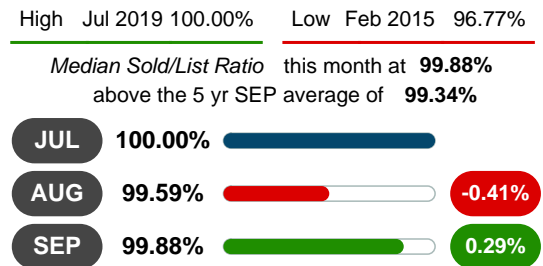 High Jul 2019 100.00% Low Feb 2015 96.77%
Median Sold/List Ratio this month at 99.88%
above the 5 yr SEP average of 99.34%
JUL 100.00%
AUG 99.59% -0.41%
SEP 99.88% 0.29%